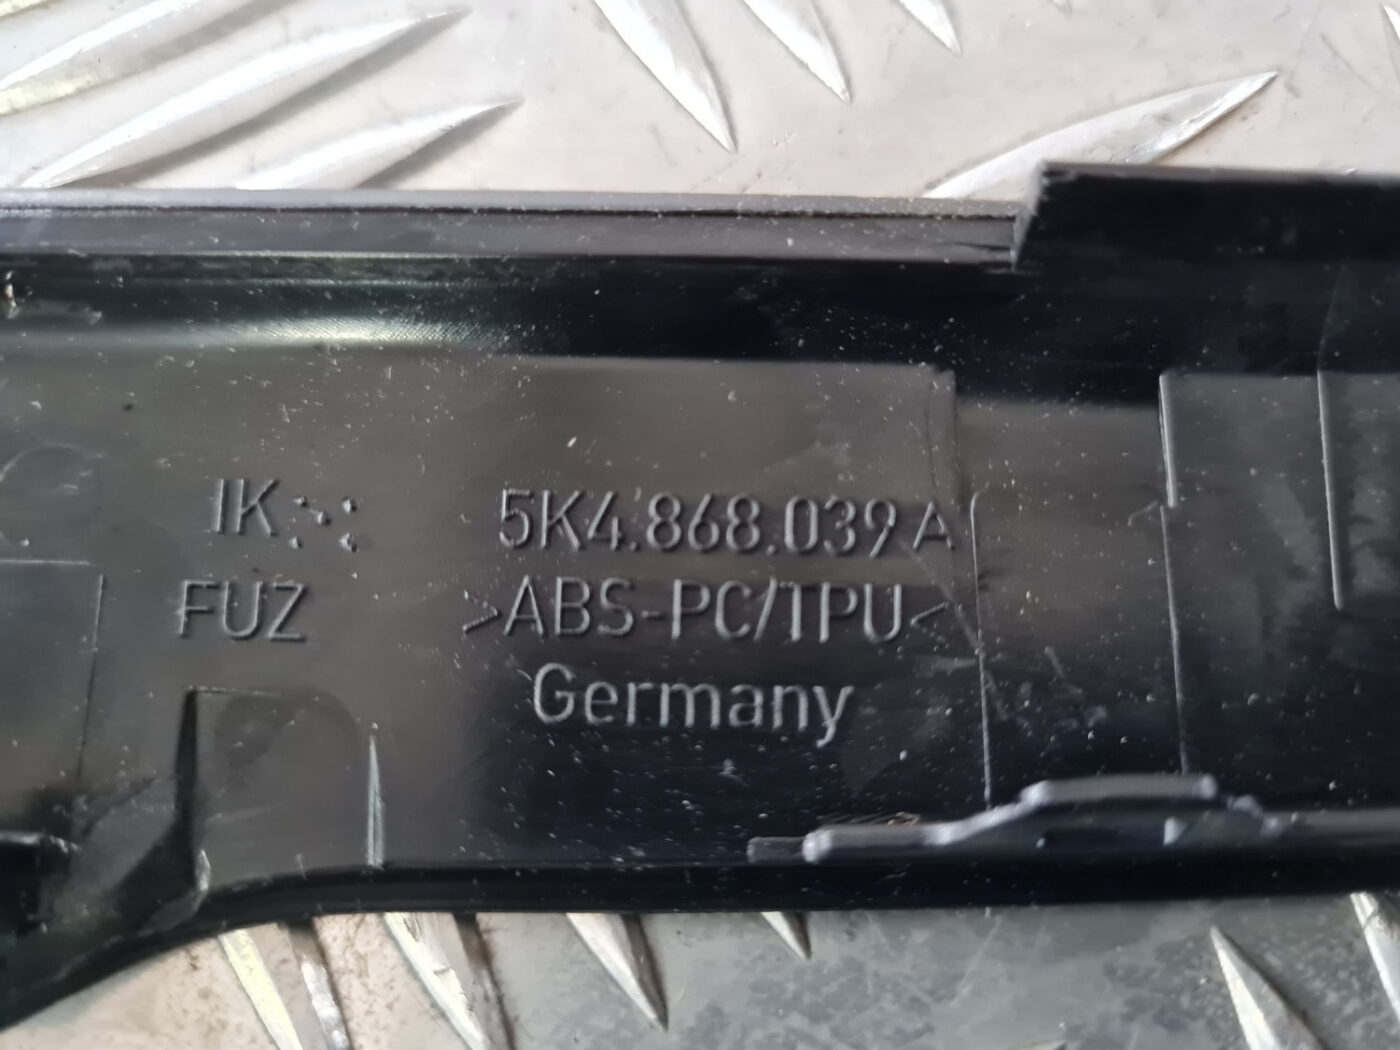 IK 5K4.868.039 A
FUZ >ABS-PC/TPU<
Germany